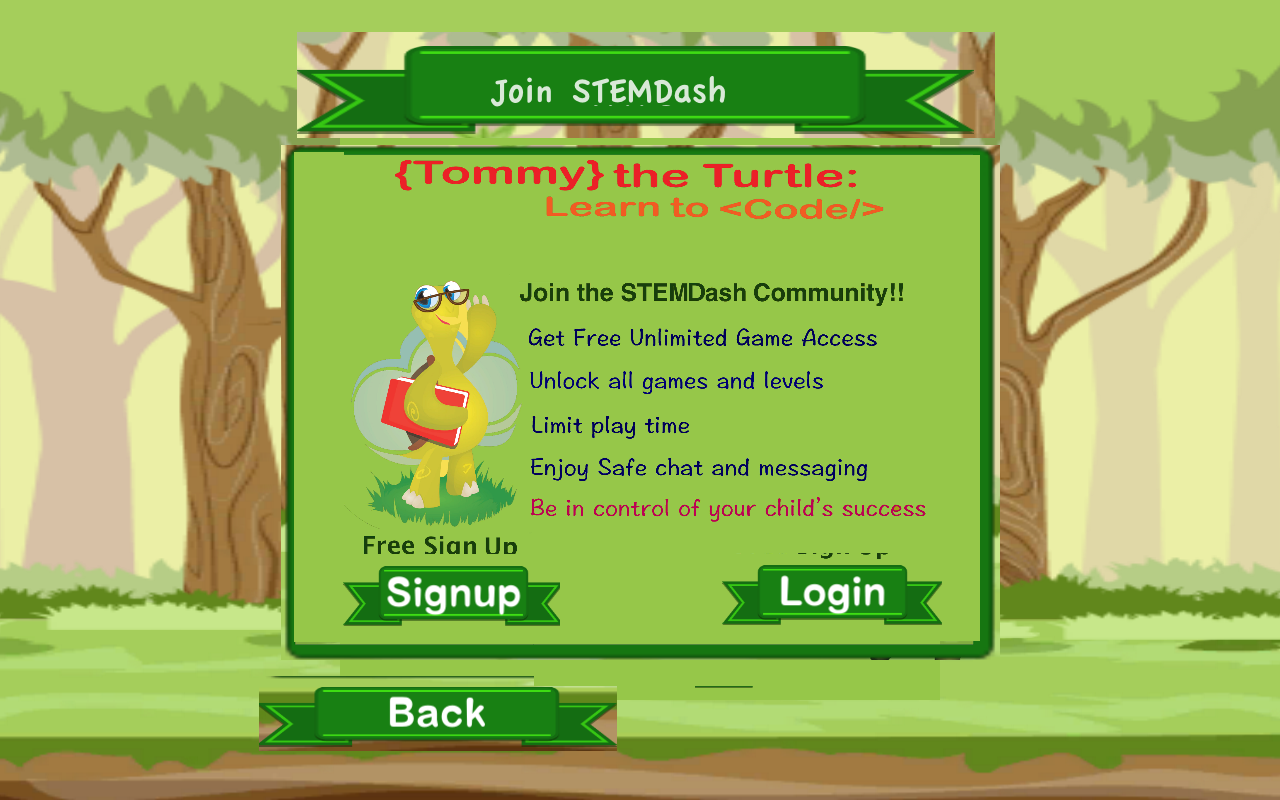 Join STEMDash
{Tommy} the Turtle:
Learn to <Code/>
Join the STEMDash Community!!
Get Free Unlimited Game Access
Unlock all games and levels
Limit play time
Enjoy Safe chat and messaging
Be in control of your child's success
Free Sign Up
Sign Up
Signup
Login
Back